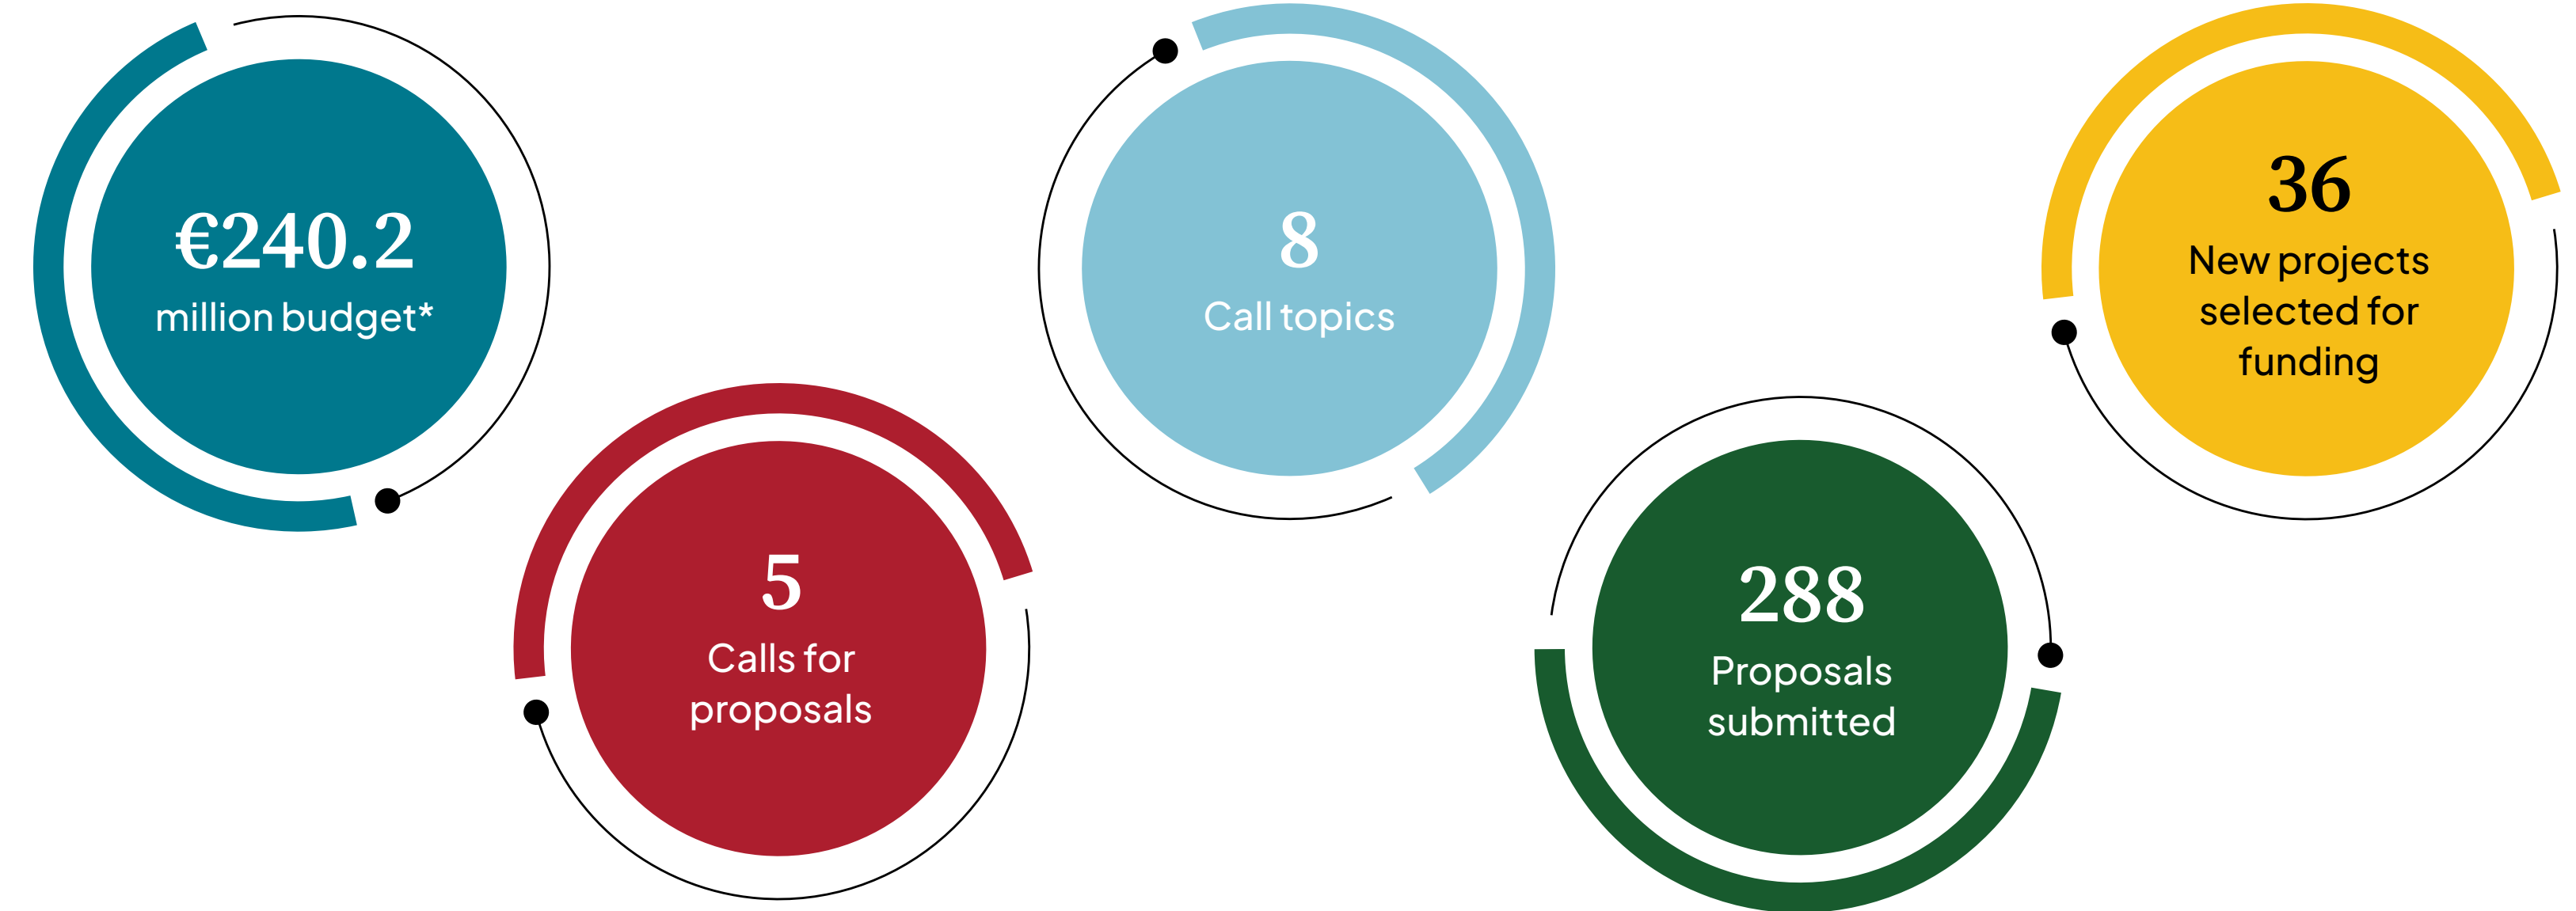 €240.2
million budget*
5
Calls for
proposals
8
Call topics
288
Proposals
submitted
36
New projects
selected for
funding